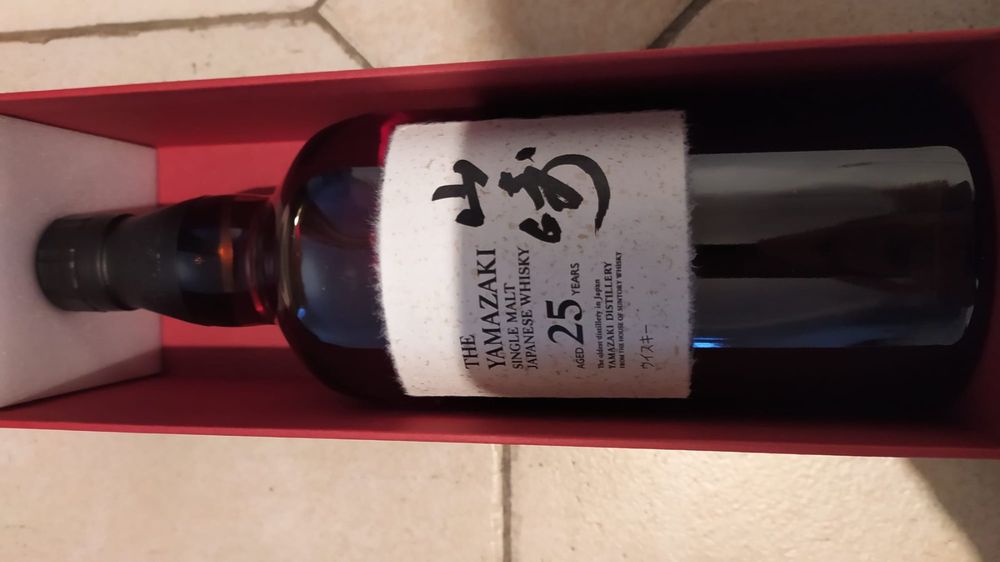 山崎
THE
YAMAZAKI
SINGLE MALT
JAPANESE WHISKY
AGED 25 YEARS
The oldest distillery in Japan
YAMAZAKI DISTILLERY
FROM THE HOUSE OF SUNTORY WHISKY
ウイスキー